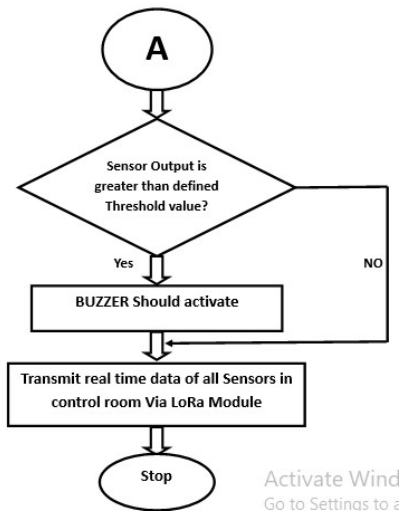 A
Sensor Output is
greater than defined
Threshold value?
Yes
NO
BUZZER Should activate
Transmit real time data of all Sensors in
control room Via LoRa Module
Stop
Activate Wind
Go to Settings to a